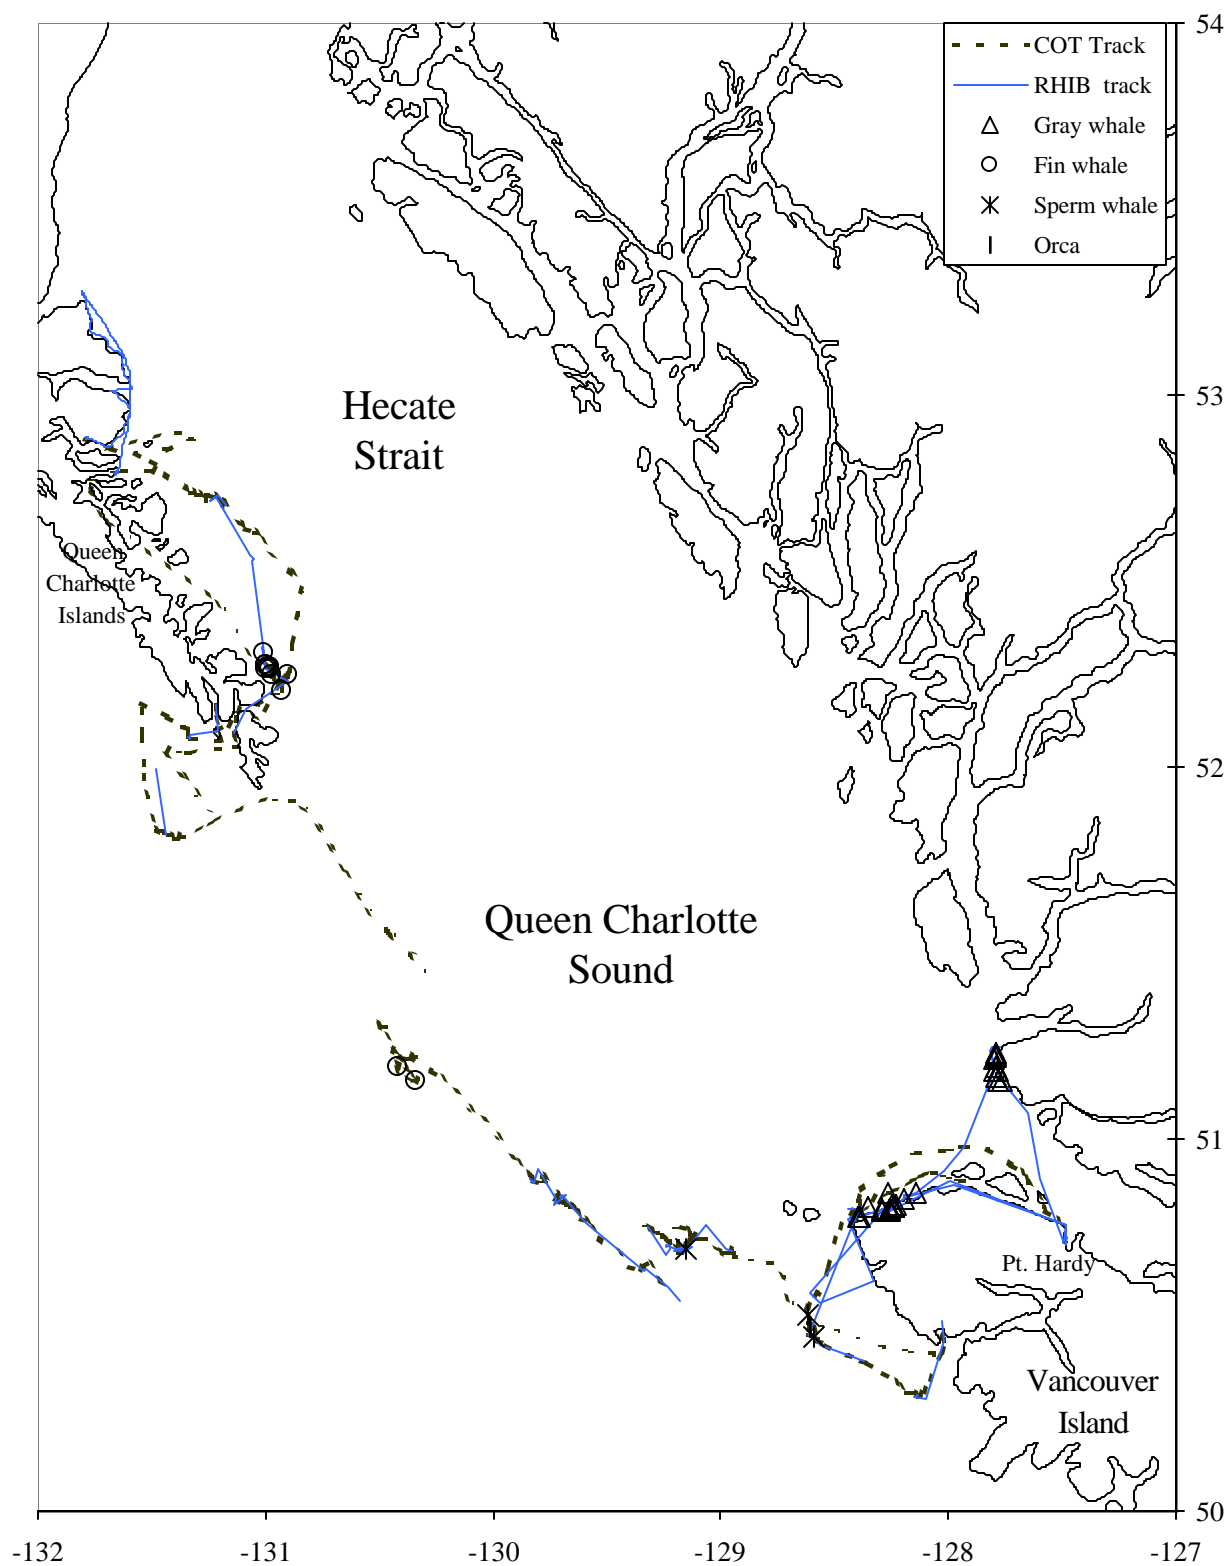 54
COT Track
RHIB track
Gray whale
Fin whale
Sperm whale
Orca
Hecate
Strait
53
Queen
Charlotte
Islands
52
Queen Charlotte
Sound
51
Pt. Hardy
Vancouver
Island
50
-132
-131
-130
-129
-128
-127